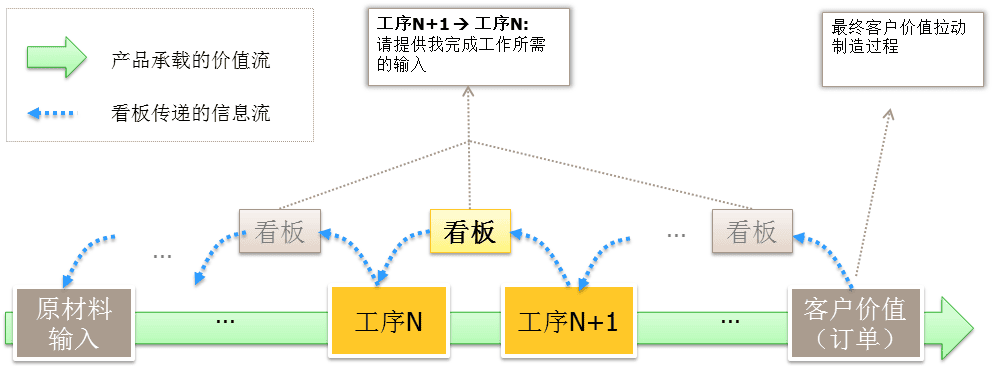 工序N+1→工序N:
请提供我完成工作所需
的输入
最终客户价值拉动
制造过程
产品承载的价值流
看板传递的信息流
看板
看板
看板
...
...
原材料
输入
...
工序N
工序N+1
...
客户价值
（订单）